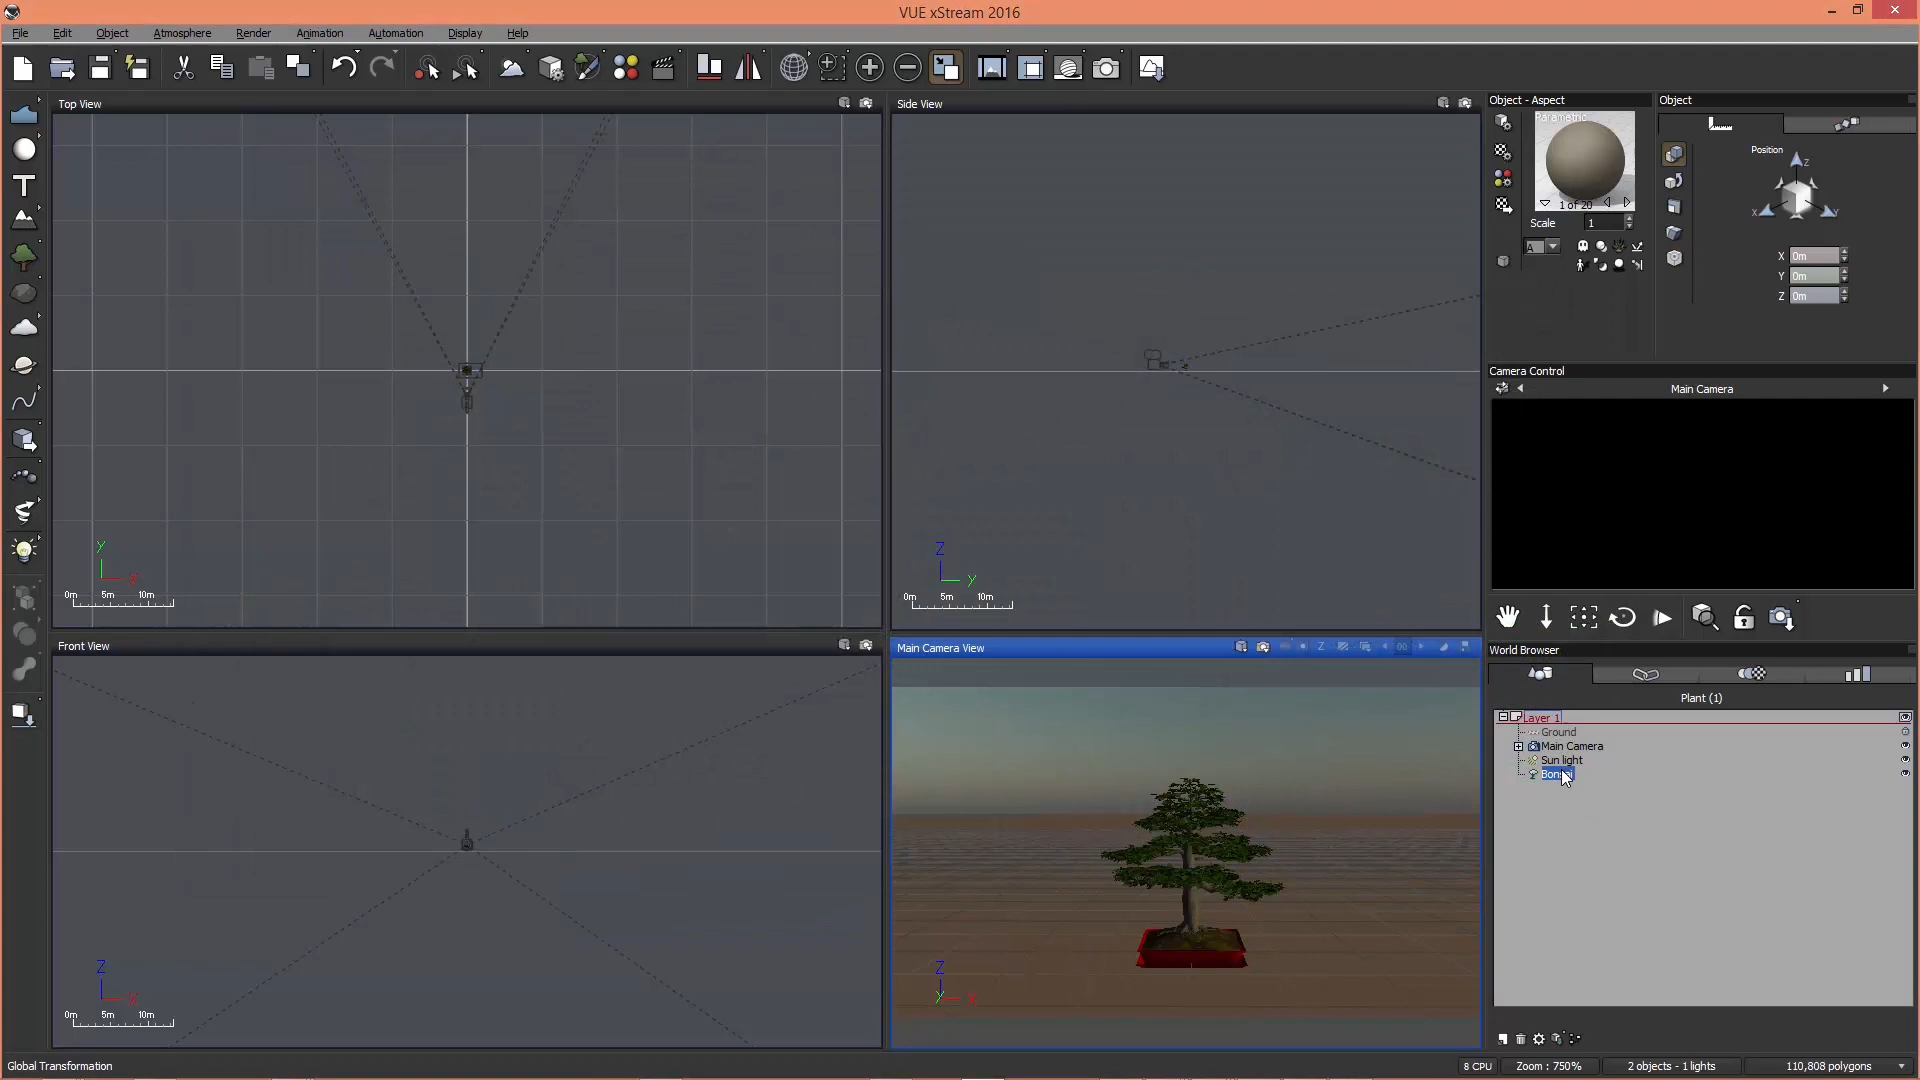 VUE xStream 2016
File Edit Object Atmosphere Render Animation Automation Display Help
Top View
Side View
Object - Aspect
Object
Parametric
1 of 20
Scale 1
A
Position
Z
X
Y
X 0m
Y 0m
Z 0m
Y
X
0m 5m 10m
Z
Y
0m 5m 10m
Camera Control
Main Camera
Front View
Main Camera View
Z
00
World Browser
Plant (1)
Layer 1
Ground
Main Camera
Sun light
Bonsai
Z
X
0m 5m 10m
Z
Y
X
Global Transformation
8 CPU
Zoom : 750%
2 objects - 1 lights
110,808 polygons